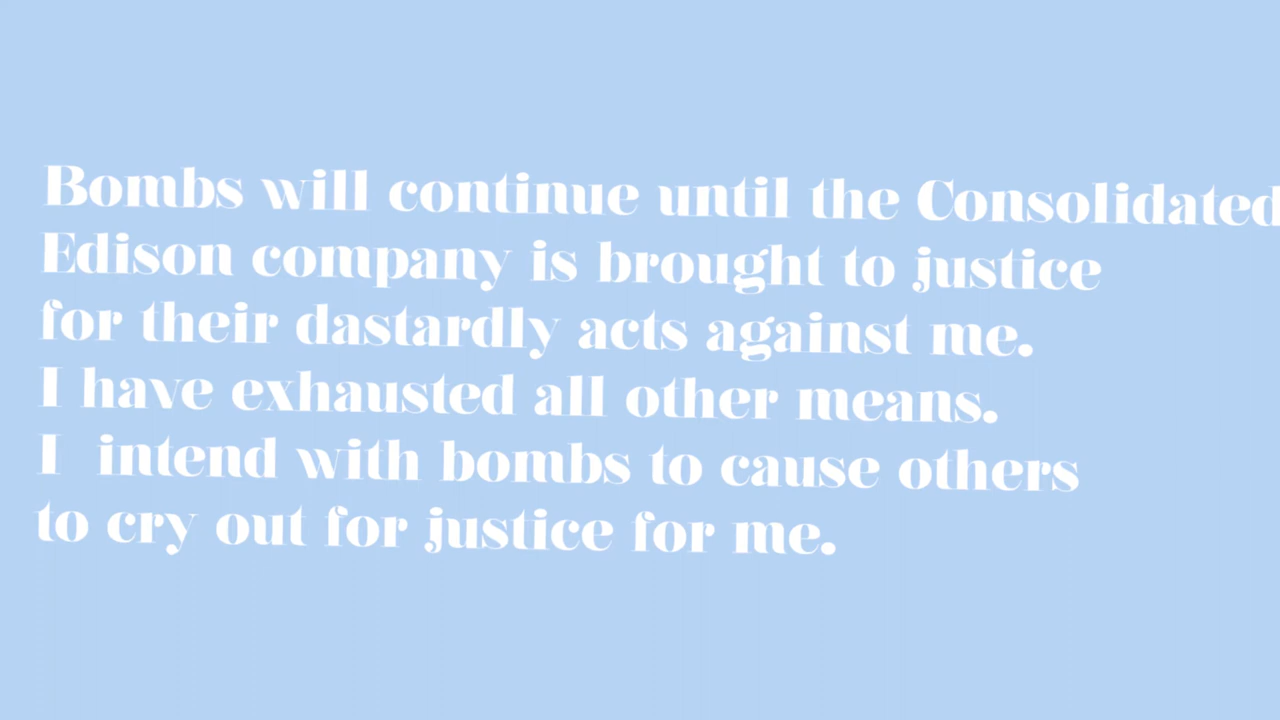 Bombs will continue until the Consolidated
Edison company is brought to justice
for their dastardly acts against me.
I have exhausted all other means.
I intend with bombs to cause others
to cry out for justice for me.